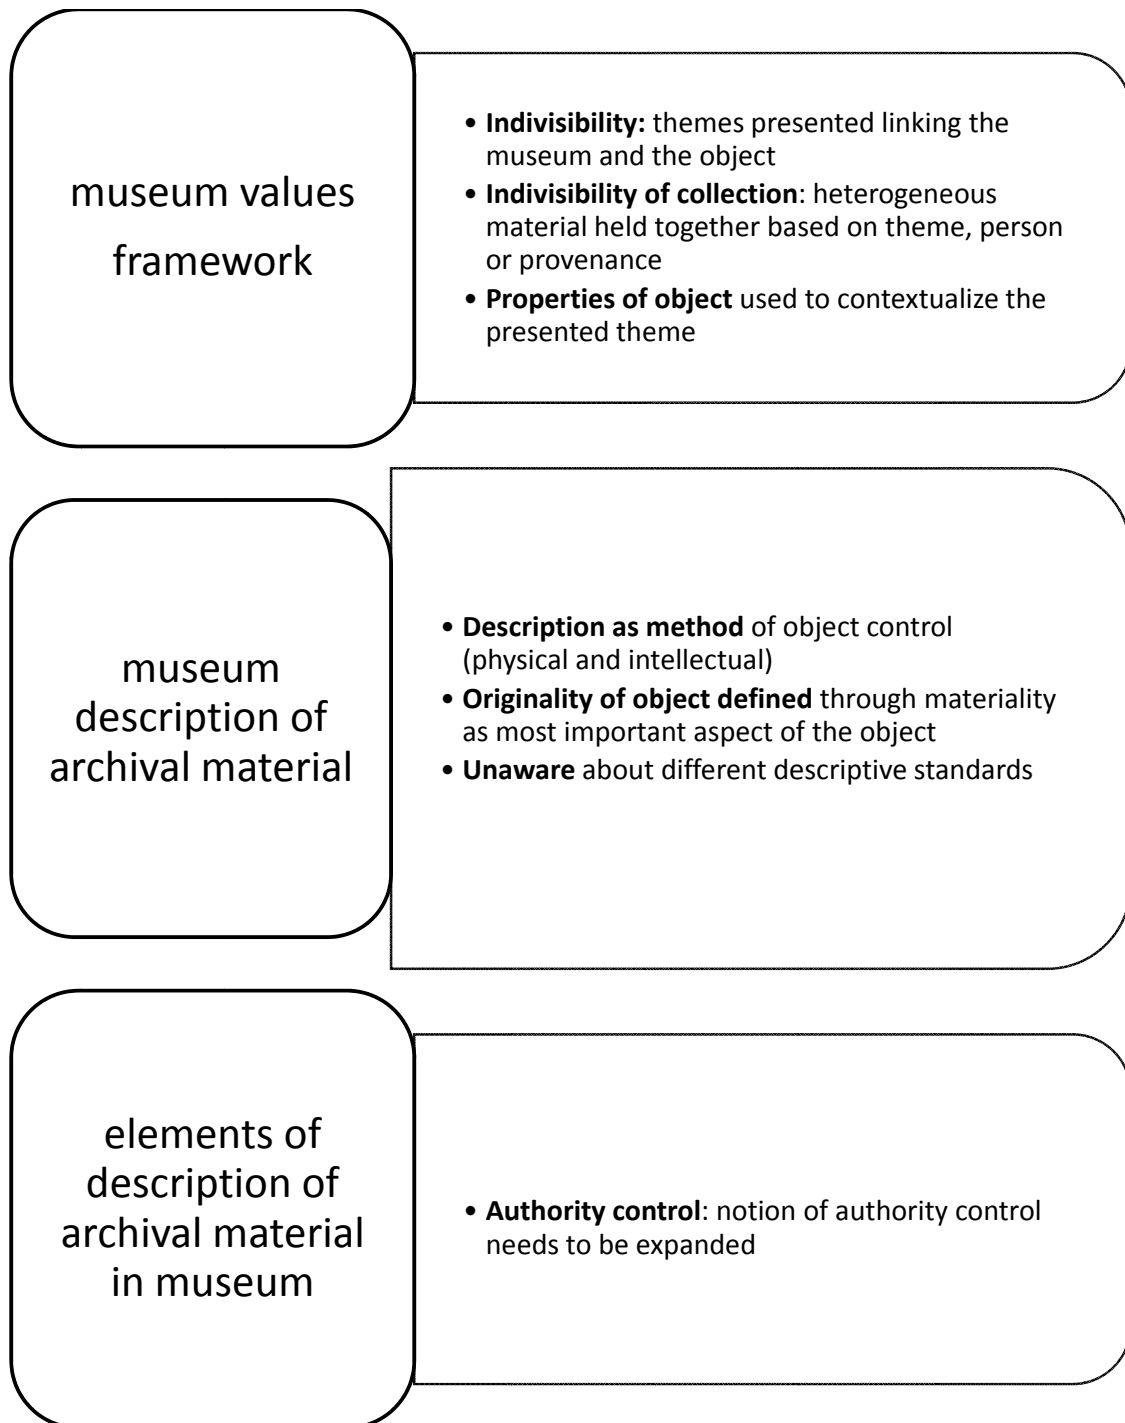 museum values
framework
• Indivisibility: themes presented linking the
museum and the object
• Indivisibility of collection: heterogeneous
material held together based on theme, person
or provenance
• Properties of object used to contextualize the
presented theme
museum
description of
archival material
• Description as method of object control
(physical and intellectual)
• Originality of object defined through materiality
as most important aspect of the object
• Unaware about different descriptive standards
elements of
description of
archival material
in museum
• Authority control: notion of authority control
needs to be expanded